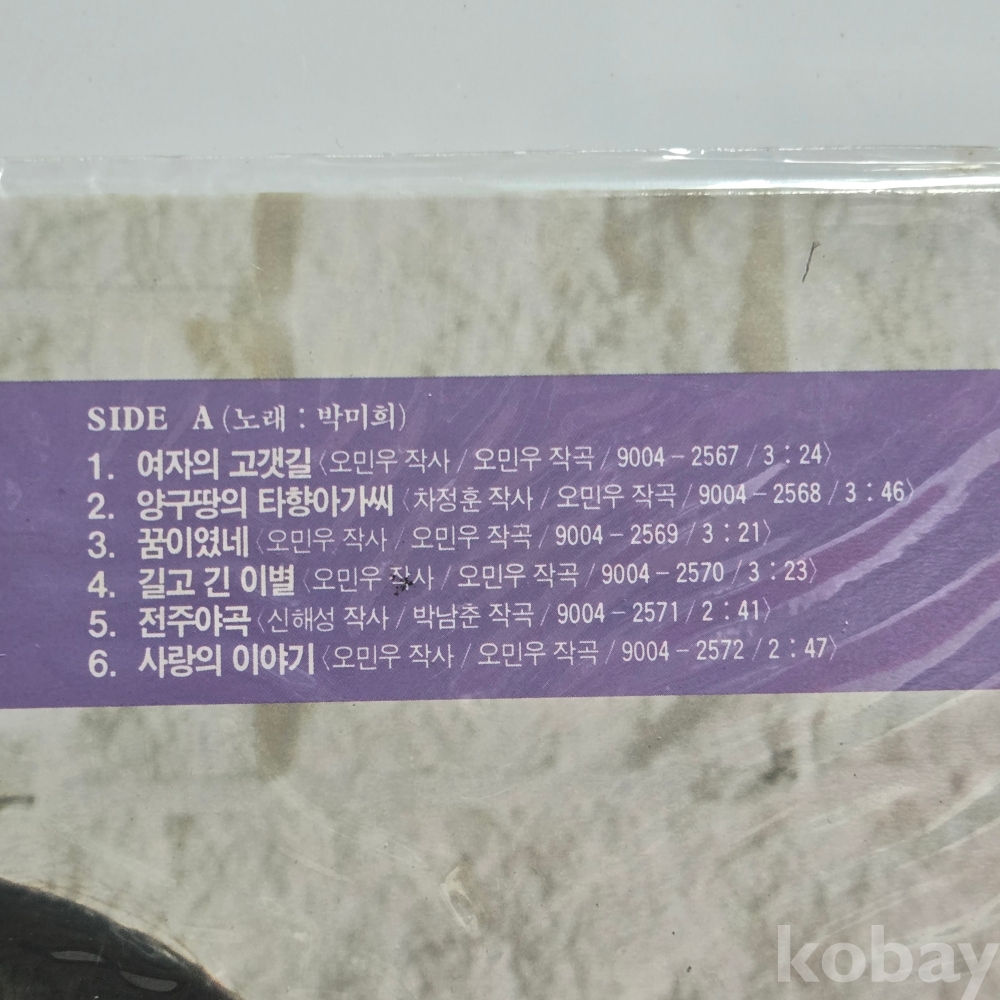 SIDE A (노래 : 박미희)
1. 여자의 고갯길〈오민우 작사 / 오민우 작곡 / 9004-2567 / 3 : 24〉
2. 양구땅의 타향아가씨〈차정훈 작사 / 오민우 작곡 / 9004-2568 / 3 : 46〉
3. 꿈이였네〈오민우 작사 / 오민우 작곡 / 9004-2569 / 3 : 21〉
4. 길고 긴 이별〈오민우 작사 / 오민우 작곡 / 9004-2570 / 3 : 23〉
5. 전주야곡〈신해성 작사 / 박남춘 작곡 / 9004-2571 / 2 : 41〉
6. 사랑의 이야기〈오민우 작사 / 오민우 작곡 / 9004-2572 / 2 : 47〉
kobay